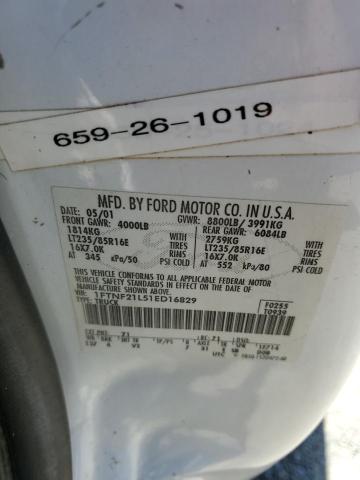 659-26-1019
MFD. BY FORD MOTOR CO. IN U.S.A.
05/01 GVWR: 8800LB/ 3991KG
FRONT GAWR: 4000LB REAR GAWR: 6084LB
1814KG WITH 2759KG WITH
LT235/85R16E TIRES LT235/85R16E TIRES
16X7.0K RIMS 16X7.0K RIMS
AT 345 kPa/50 PSI COLD AT 552 kPa/80 PSI COLD
THIS VEHICLE CONFORMS TO ALL APPLICABLE FEDERAL MOTOR
VEHICLE SAFETY STANDARDS IN EFFECT ON THE DATE OF
MANUFACTURE SHOWN ABOVE.
1FTNF21L51ED16829 F0255
TRUCK T0939